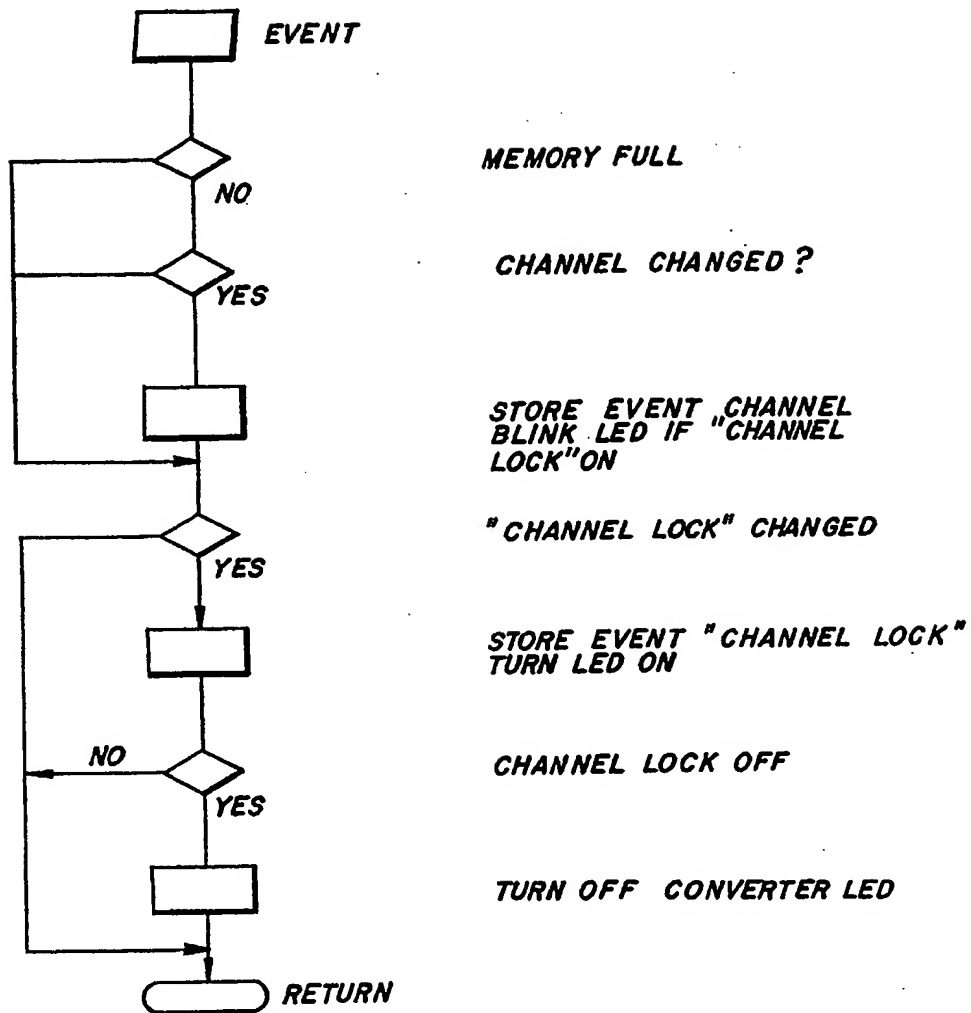 EVENT
MEMORY FULL
NO
CHANNEL CHANGED?
YES
STORE EVENT CHANNEL
BLINK LED IF "CHANNEL
LOCK" ON
"CHANNEL LOCK" CHANGED
YES
STORE EVENT "CHANNEL LOCK"
TURN LED ON
NO
CHANNEL LOCK OFF
YES
TURN OFF CONVERTER LED
RETURN